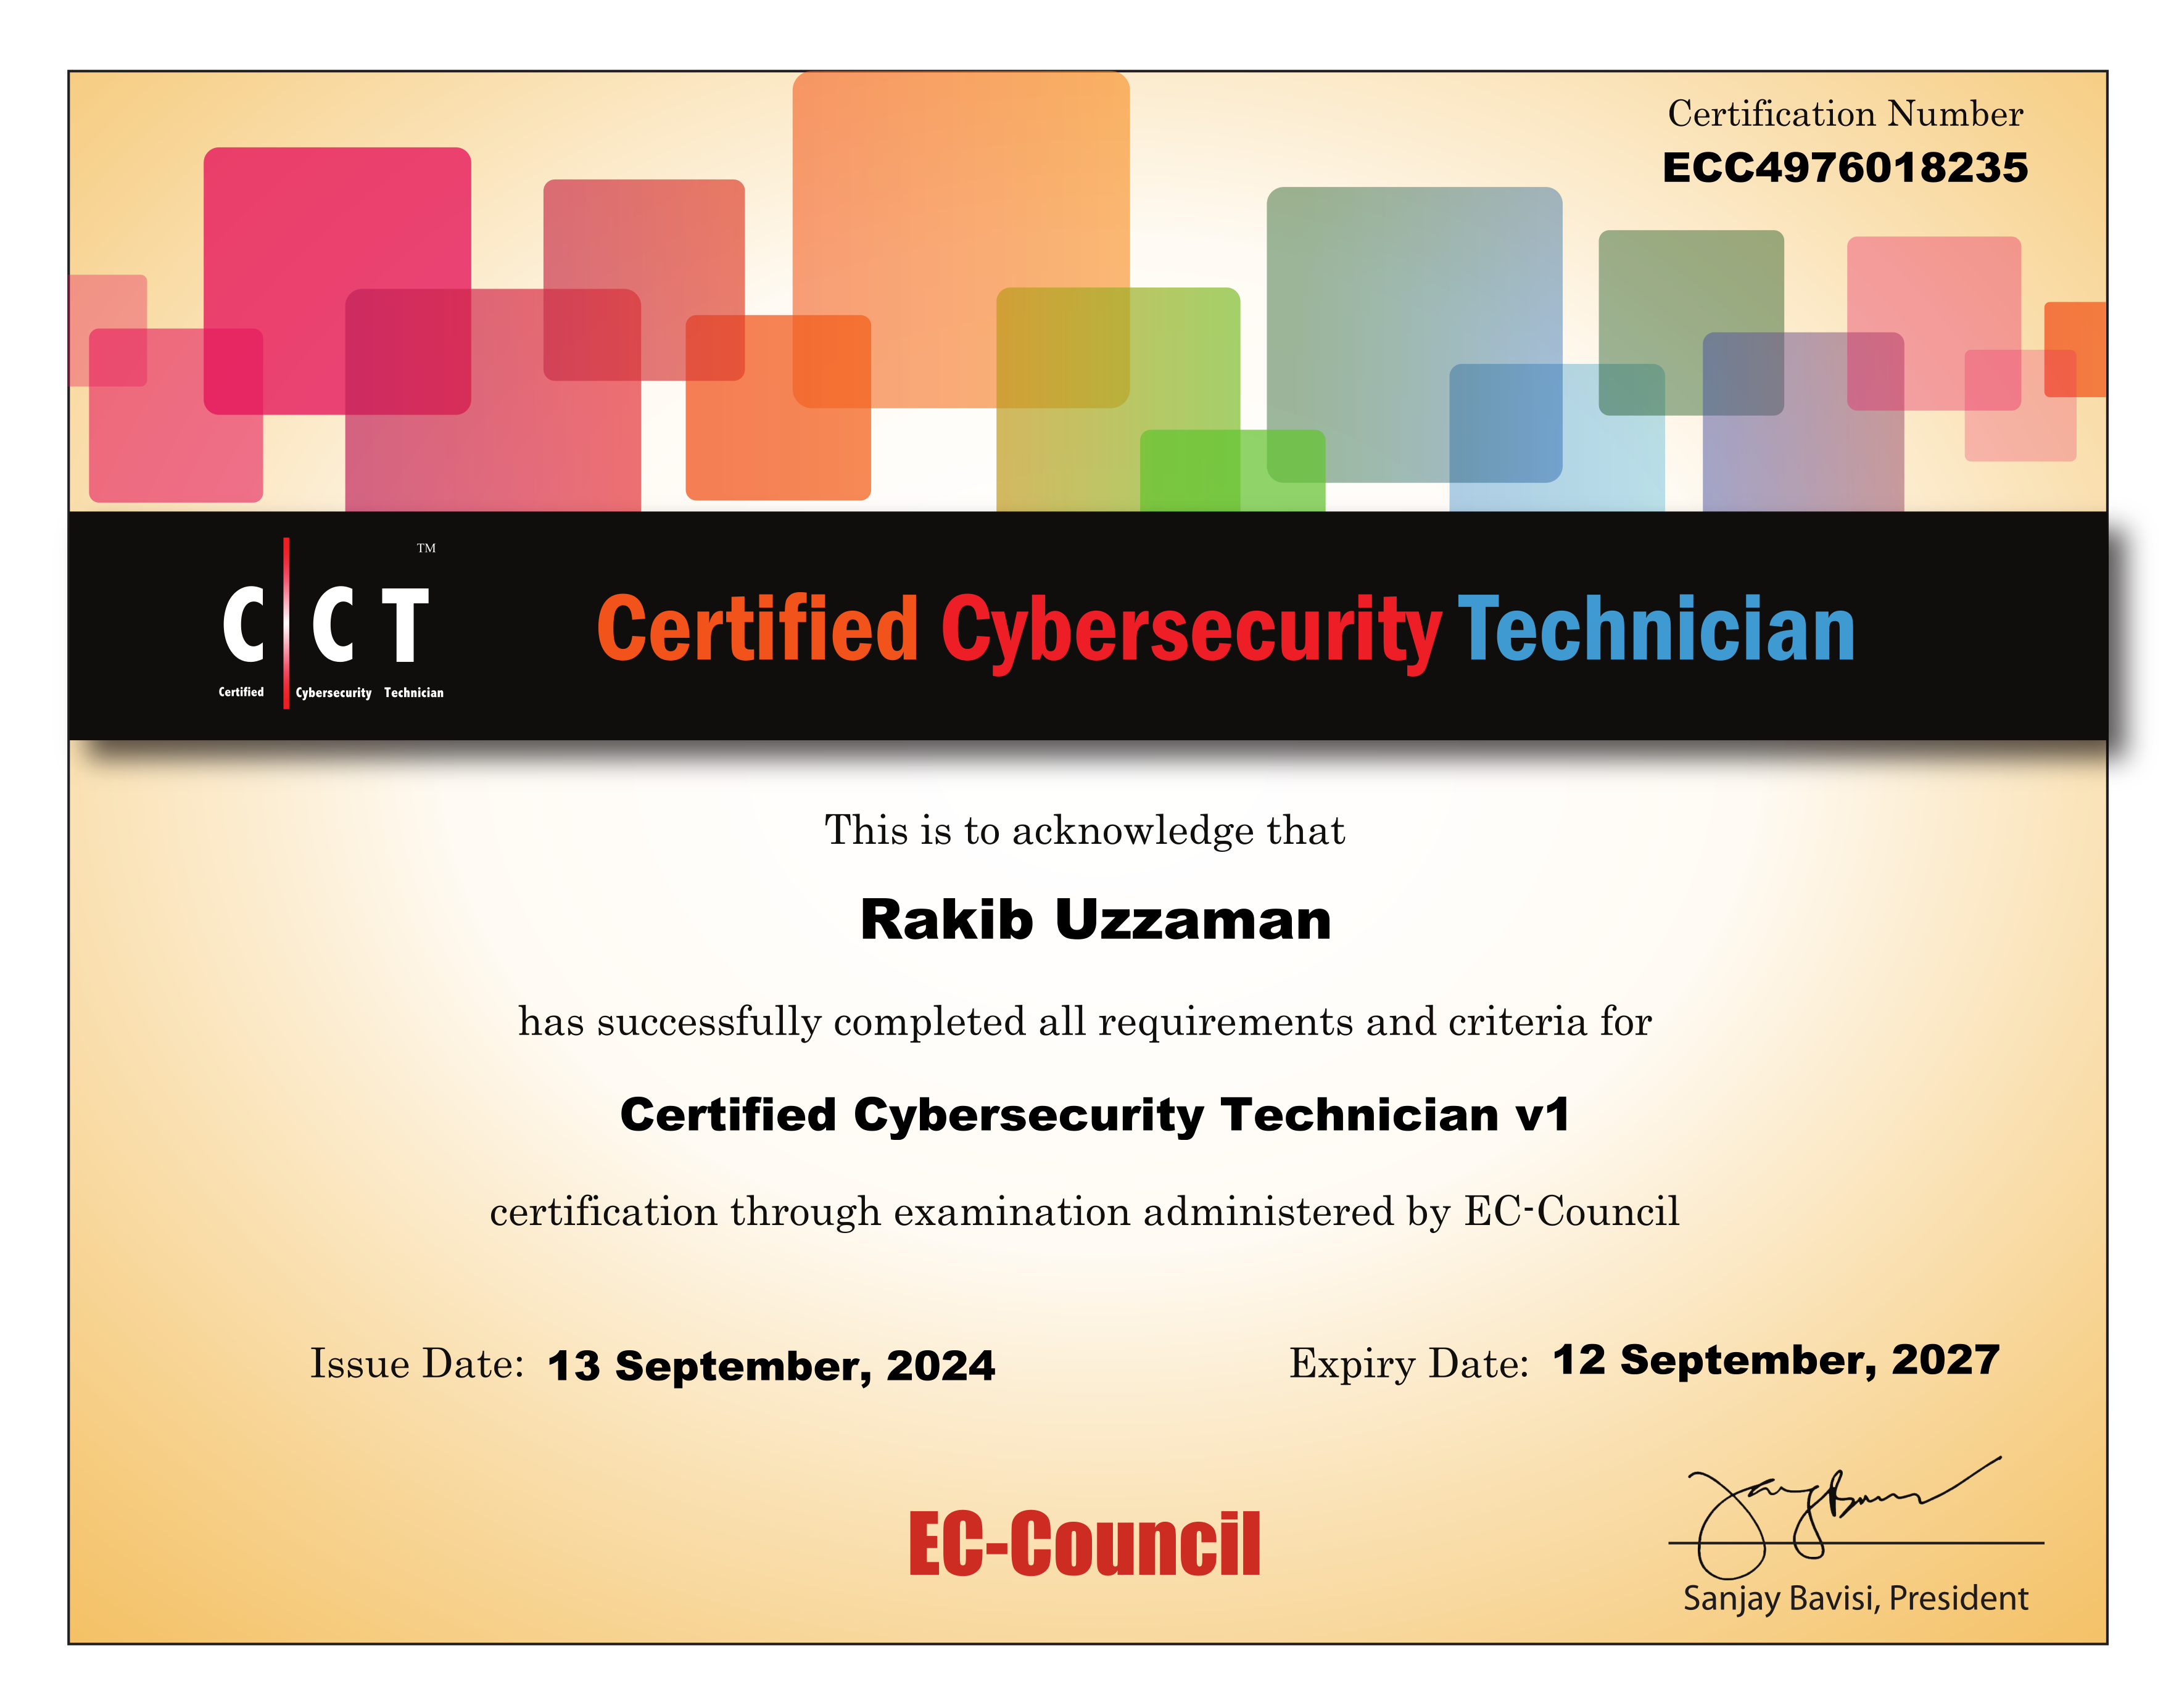 Certification Number
ECC4976018235
TM
C CT
Certified Cybersecurity Technician
Certified Cybersecurity Technician
This is to acknowledge that
Rakib Uzzaman
has successfully completed all requirements and criteria for
Certified Cybersecurity Technician v1
certification through examination administered by EC-Council
Issue Date: 13 September, 2024
Expiry Date: 12 September, 2027
EC-Council
Sanjay Bavisi, President